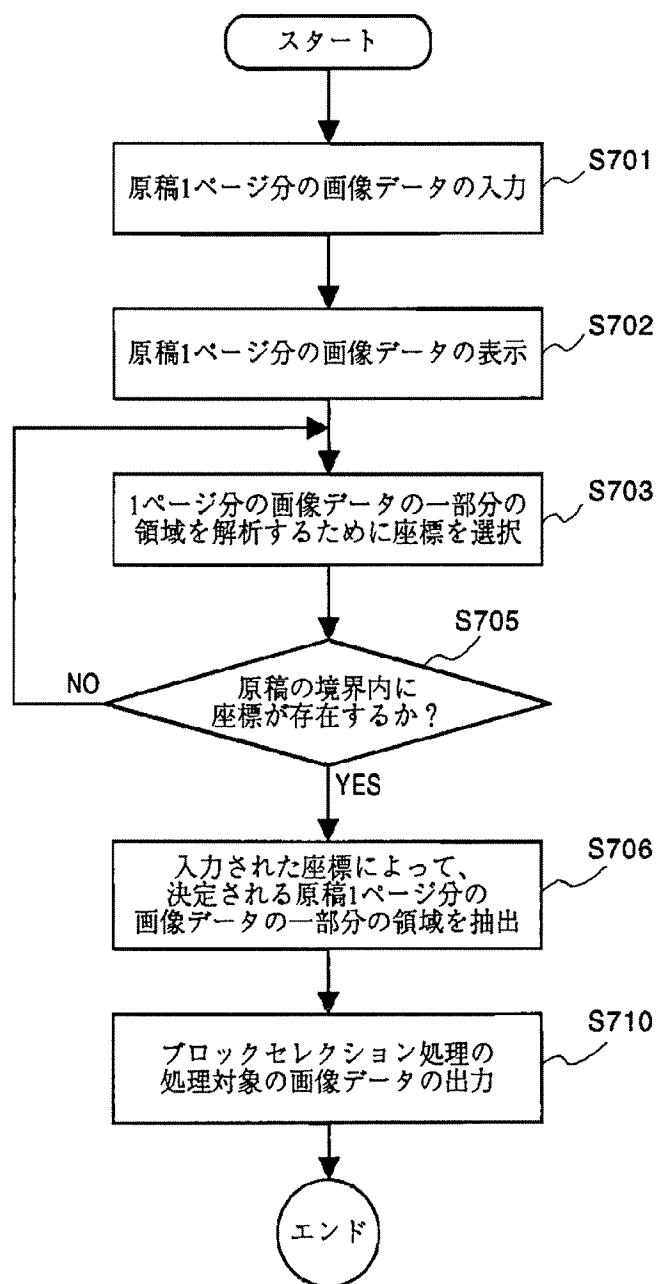 スタート
原稿1ページ分の画像データの入力
S701
原稿1ページ分の画像データの表示
S702
1ページ分の画像データの一部分の
領域を解析するために座標を選択
S703
原稿の境界内に
座標が存在するか?
S705
NO
YES
入力された座標によって、
決定される原稿1ページ分の
画像データの一部分の領域を抽出
S706
ブロックセレクション処理の
処理対象の画像データの出力
S710
エンド